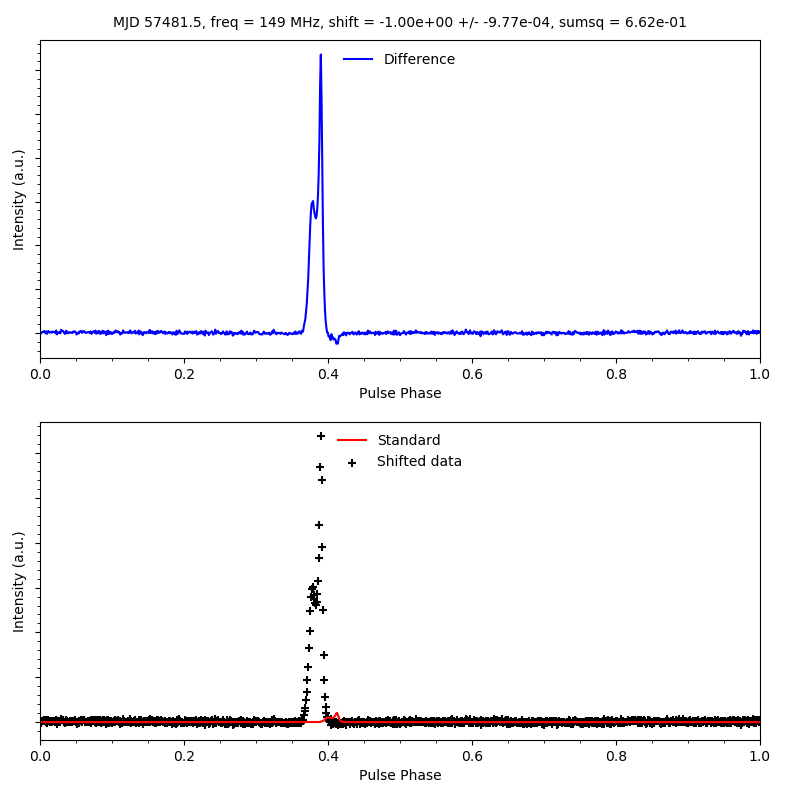 MJD 57481.5, freq = 149 MHz, shift = -1.00e+00 +/- -9.77e-04, sumsq = 6.62e-01
Difference
Intensity (a.u.)
0.0 0.2 0.4 0.6 0.8 1.0
Pulse Phase
Standard
Shifted data
Intensity (a.u.)
0.0 0.2 0.4 0.6 0.8 1.0
Pulse Phase